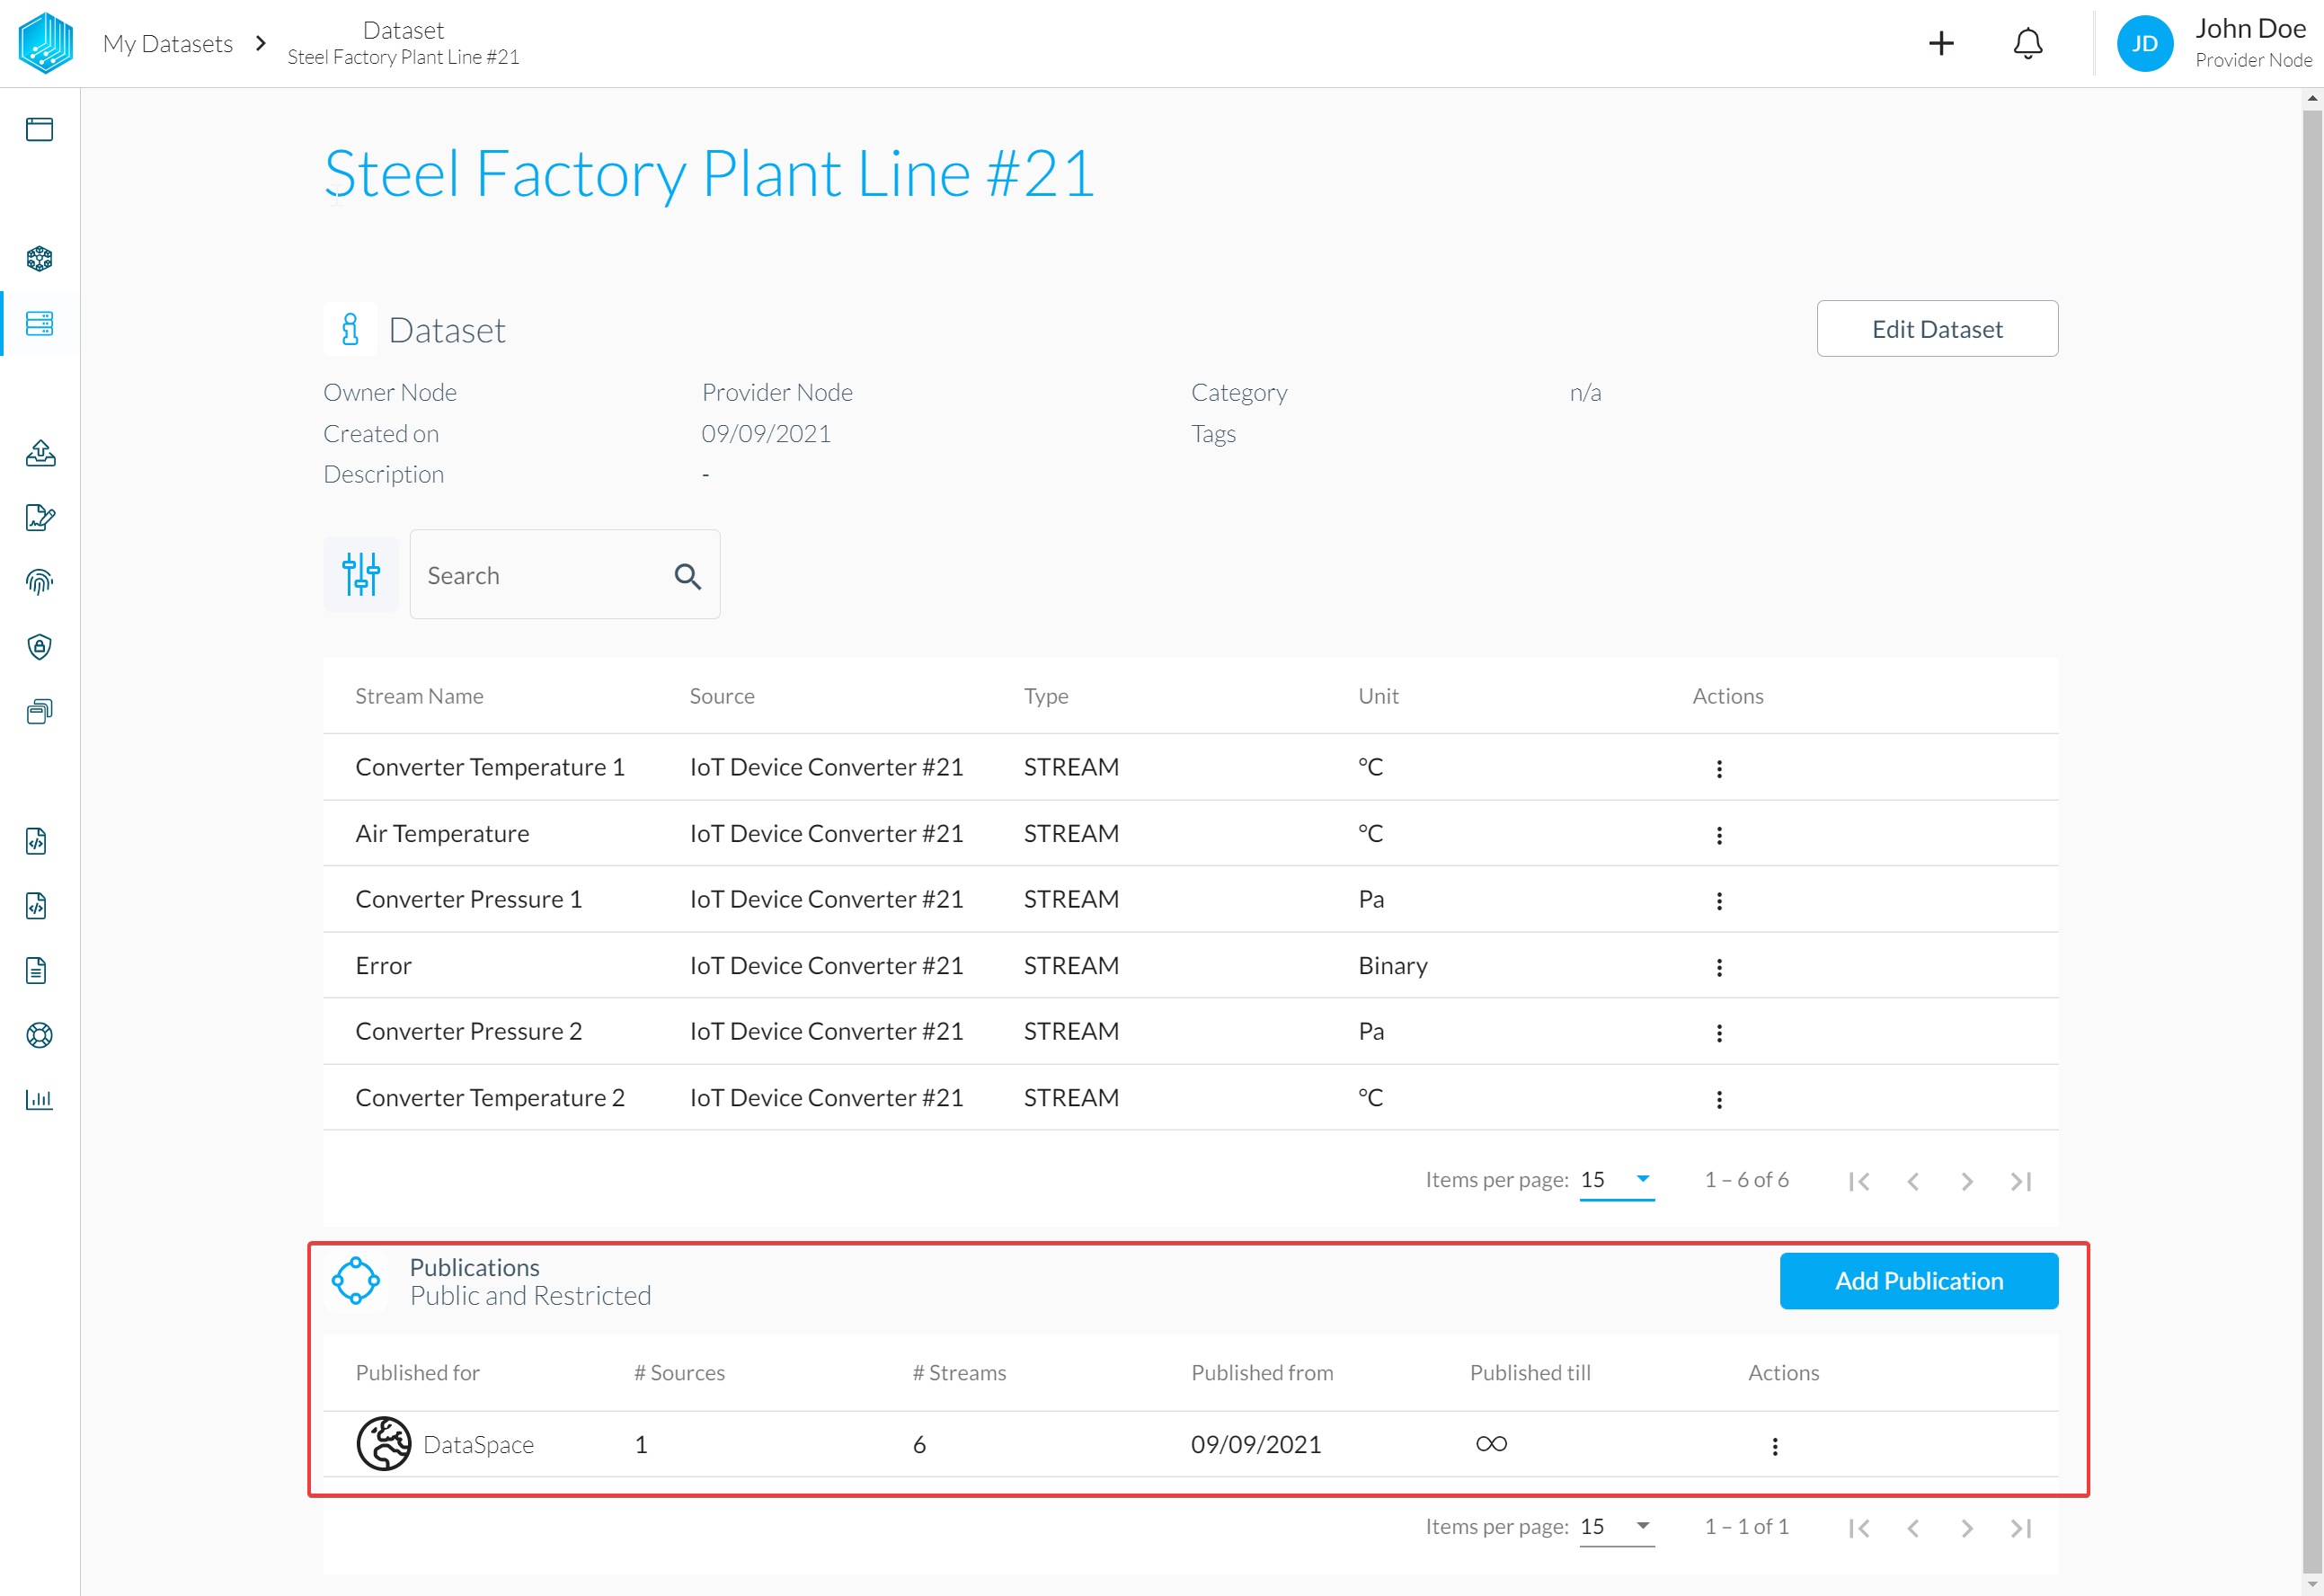 My Datasets
Dataset
Steel Factory Plant Line #21
JD
John Doe
Provider Node
Steel Factory Plant Line #21
Dataset
Edit Dataset
Owner Node Provider Node Category n/a
Created on 09/09/2021 Tags
Description -
Search
Stream Name Source Type Unit Actions
Converter Temperature 1 IoT Device Converter #21 STREAM °C
Air Temperature IoT Device Converter #21 STREAM °C
Converter Pressure 1 IoT Device Converter #21 STREAM Pa
Error IoT Device Converter #21 STREAM Binary
Converter Pressure 2 IoT Device Converter #21 STREAM Pa
Converter Temperature 2 IoT Device Converter #21 STREAM °C
Items per page: 15 1 – 6 of 6
Publications
Public and Restricted
Add Publication
Published for # Sources # Streams Published from Published till Actions
DataSpace 1 6 09/09/2021 ∞
Items per page: 15 1 – 1 of 1